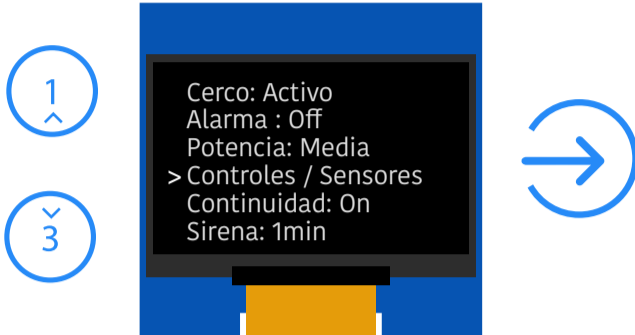 1
3
Cerco: Activo
Alarma : Off
Potencia: Media
>Controles / Sensores
Continuidad: On
Sirena: 1min